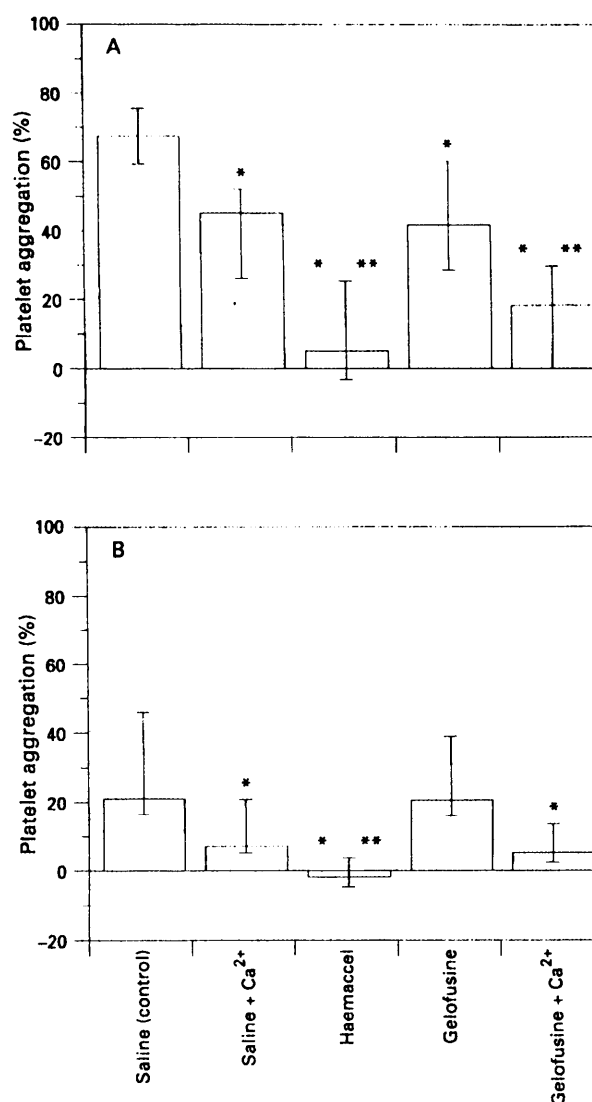 A
Platelet aggregation (%)
100
80
60
40
20
0
−20
*
* **
*
* **
B
Platelet aggregation (%)
100
80
60
40
20
0
−20
*
* **
*
Saline (control)
Saline + Ca²⁺
Haemaccel
Gelofusine
Gelofusine + Ca²⁺